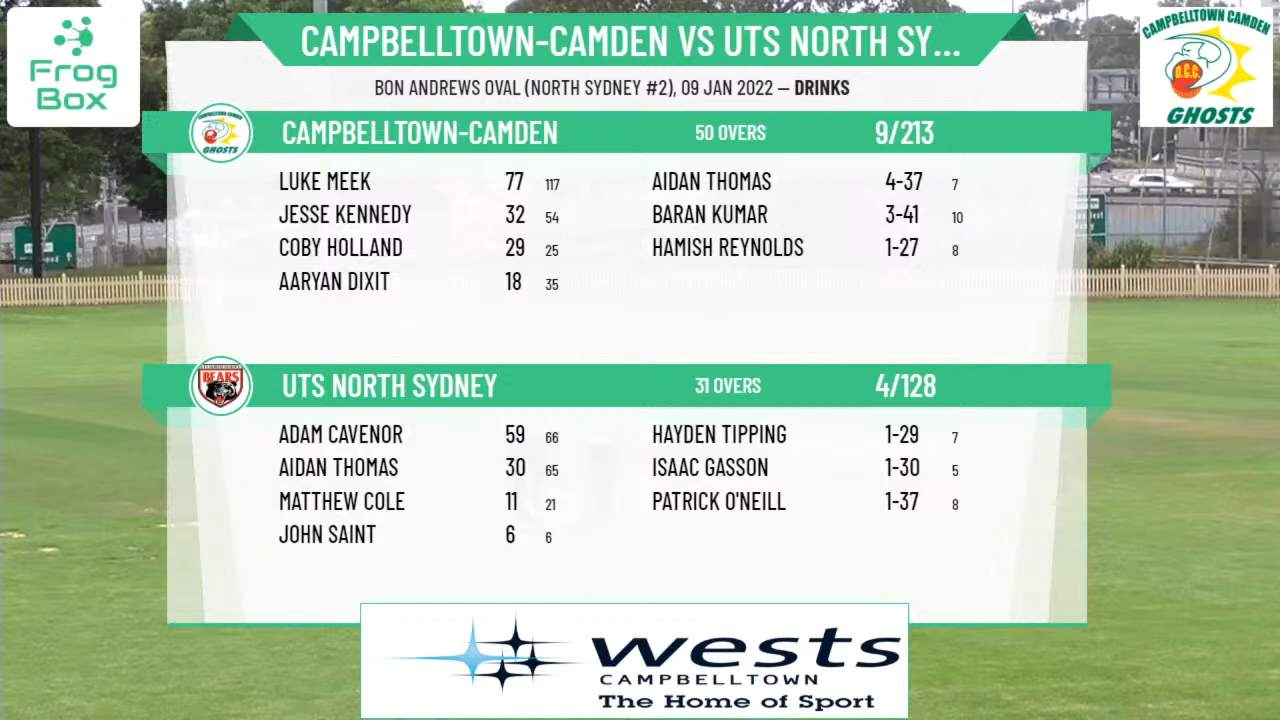 Frog
Box
CAMPBELLTOWN-CAMDEN VS UTS NORTH SY...
BON ANDREWS OVAL (NORTH SYDNEY #2), 09 JAN 2022 — DRINKS
CAMPBELLTOWN CAMDEN
D.C.C.
GHOSTS
CAMPBELLTOWN CAMDEN
GHOSTS
CAMPBELLTOWN-CAMDEN 50 OVERS 9/213
LUKE MEEK 77 117 AIDAN THOMAS 4-37 7
JESSE KENNEDY 32 54 BARAN KUMAR 3-41 10
COBY HOLLAND 29 25 HAMISH REYNOLDS 1-27 8
AARYAN DIXIT 18 35
BEARS
UTS NORTH SYDNEY 31 OVERS 4/128
ADAM CAVENOR 59 66 HAYDEN TIPPING 1-29 7
AIDAN THOMAS 30 65 ISAAC GASSON 1-30 5
MATTHEW COLE 11 21 PATRICK O'NEILL 1-37 8
JOHN SAINT 6 6
wests
CAMPBELLTOWN
The Home of Sport